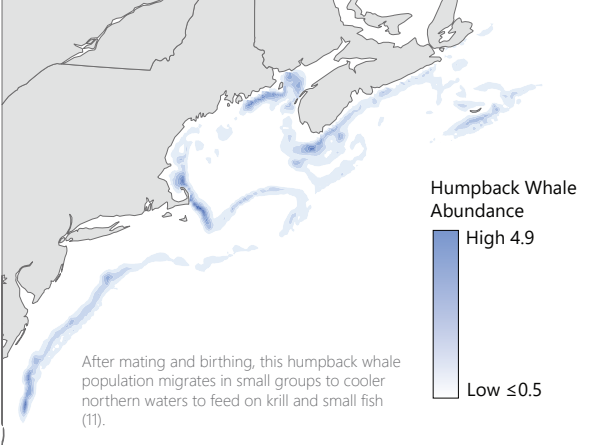 Humpback Whale
Abundance
High 4.9
Low ≤0.5
After mating and birthing, this humpback whale
population migrates in small groups to cooler
northern waters to feed on krill and small fish
(11).